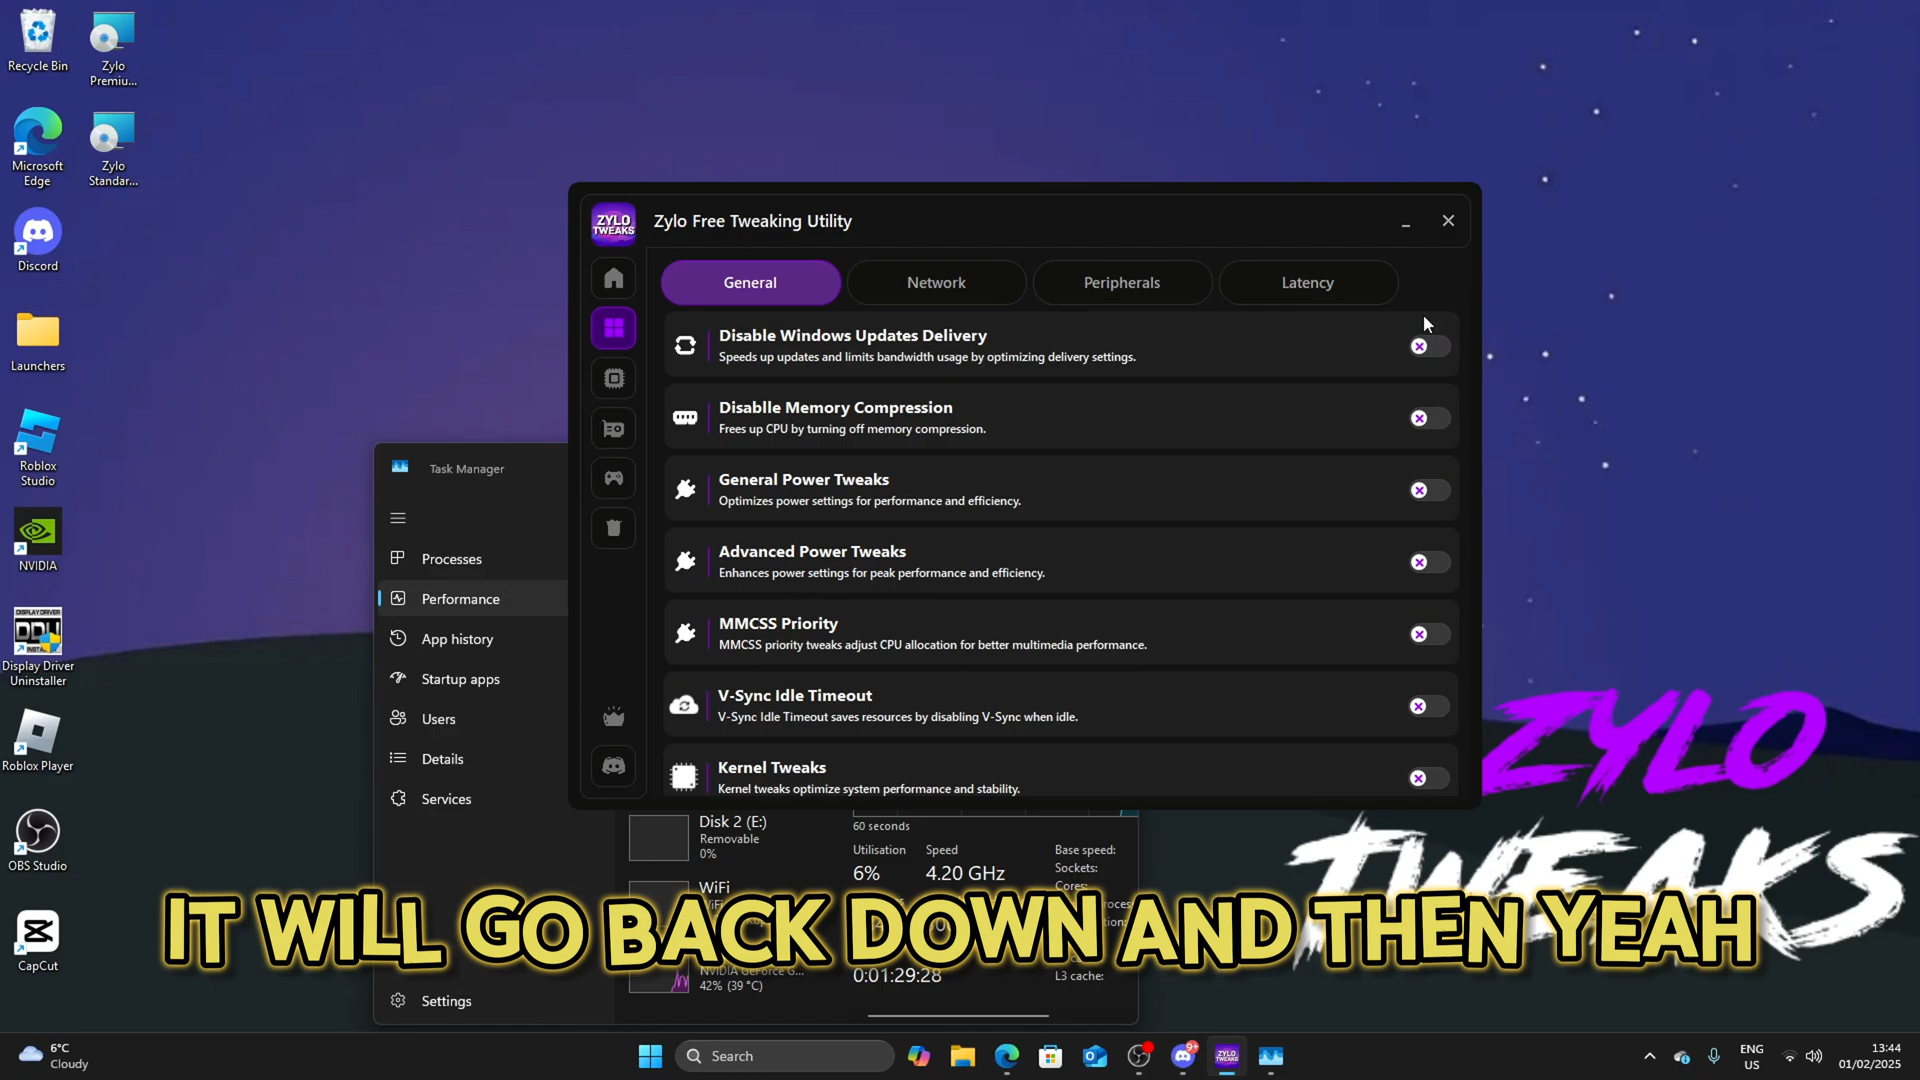 Recycle Bin
Zylo
Premiu...
Microsoft
Edge
Zylo
Standar...
Discord
Launchers
Roblox
Studio
NVIDIA
DISPLAY DRIVER
DDU
Display Driver
Uninstaller
Roblox Player
OBS Studio
CapCut
ZYLO
TWEAKS
Zylo Free Tweaking Utility
General
Network
Peripherals
Latency
Disable Windows Updates Delivery
Speeds up updates and limits bandwidth usage by optimizing delivery settings.
Disablle Memory Compression
Frees up CPU by turning off memory compression.
General Power Tweaks
Optimizes power settings for performance and efficiency.
Advanced Power Tweaks
Enhances power settings for peak performance and efficiency.
MMCSS Priority
MMCSS priority tweaks adjust CPU allocation for better multimedia performance.
V-Sync Idle Timeout
V-Sync Idle Timeout saves resources by disabling V-Sync when idle.
Kernel Tweaks
Kernel tweaks optimize system performance and stability.
Task Manager
Processes
Performance
App history
Startup apps
Users
Details
Services
Settings
Disk 2 (E:)
Removable
0%
WiFi
NVIDIA GeForce G...
42% (39 °C)
60 seconds
Utilisation
Speed
6%
4.20 GHz
0:01:29:28
Base speed:
Sockets:
Cores:
L3 cache:
ZYLO
TWEAKS
IT WILL GO BACK DOWN AND THEN YEAH
6°C
Cloudy
Search
9+
ZYLO
TWEAKS
ENG
US
13:44
01/02/2025